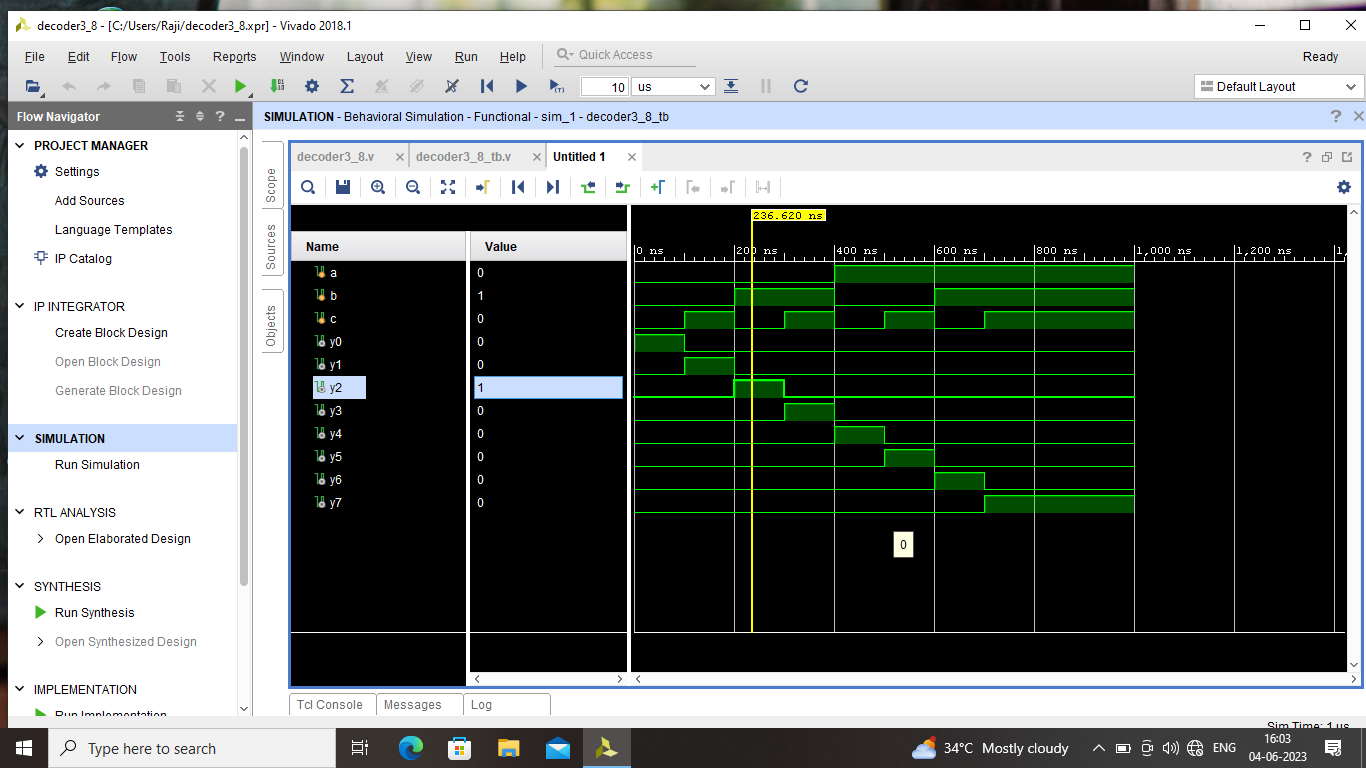 decoder3_8 - [C:/Users/Raji/decoder3_8.xpr] - Vivado 2018.1
File Edit Flow Tools Reports Window Layout View Run Help Quick Access Ready
10 us Default Layout
Flow Navigator
SIMULATION - Behavioral Simulation - Functional - sim_1 - decoder3_8_tb
PROJECT MANAGER
Settings
Add Sources
Language Templates
IP Catalog
IP INTEGRATOR
Create Block Design
Open Block Design
Generate Block Design
SIMULATION
Run Simulation
RTL ANALYSIS
Open Elaborated Design
SYNTHESIS
Run Synthesis
Open Synthesized Design
IMPLEMENTATION
Run Implementation
Scope
Sources
Objects
decoder3_8.v decoder3_8_tb.v Untitled 1
236.620 ns
Name Value
0 ns 200 ns 400 ns 600 ns 800 ns 1,000 ns 1,200 ns
a 0
b 1
c 0
y0 0
y1 0
y2 1
y3 0
y4 0
y5 0
y6 0
y7 0
0
Tcl Console Messages Log
Sim Time: 1 us
Type here to search
34°C Mostly cloudy
ENG
16:03
04-06-2023